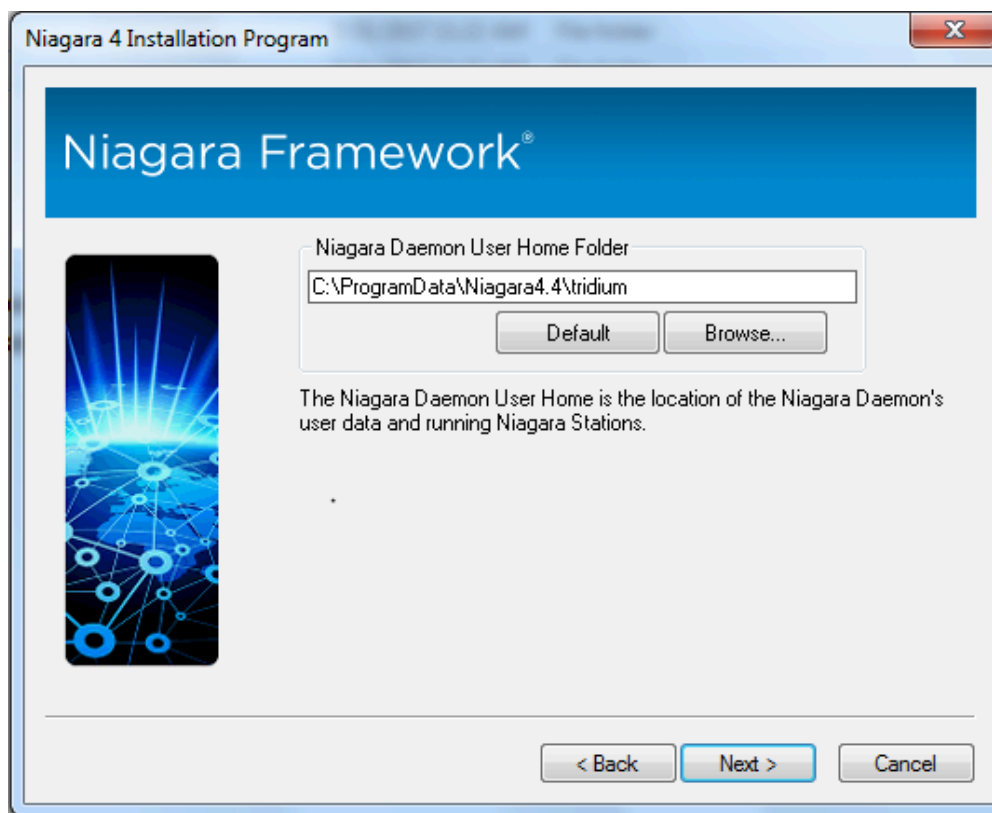 Niagara 4 Installation Program
Niagara Framework®
Niagara Daemon User Home Folder
C:\ProgramData\Niagara4.4\tridium
Default
Browse...
The Niagara Daemon User Home is the location of the Niagara Daemon's
user data and running Niagara Stations.
< Back
Next >
Cancel